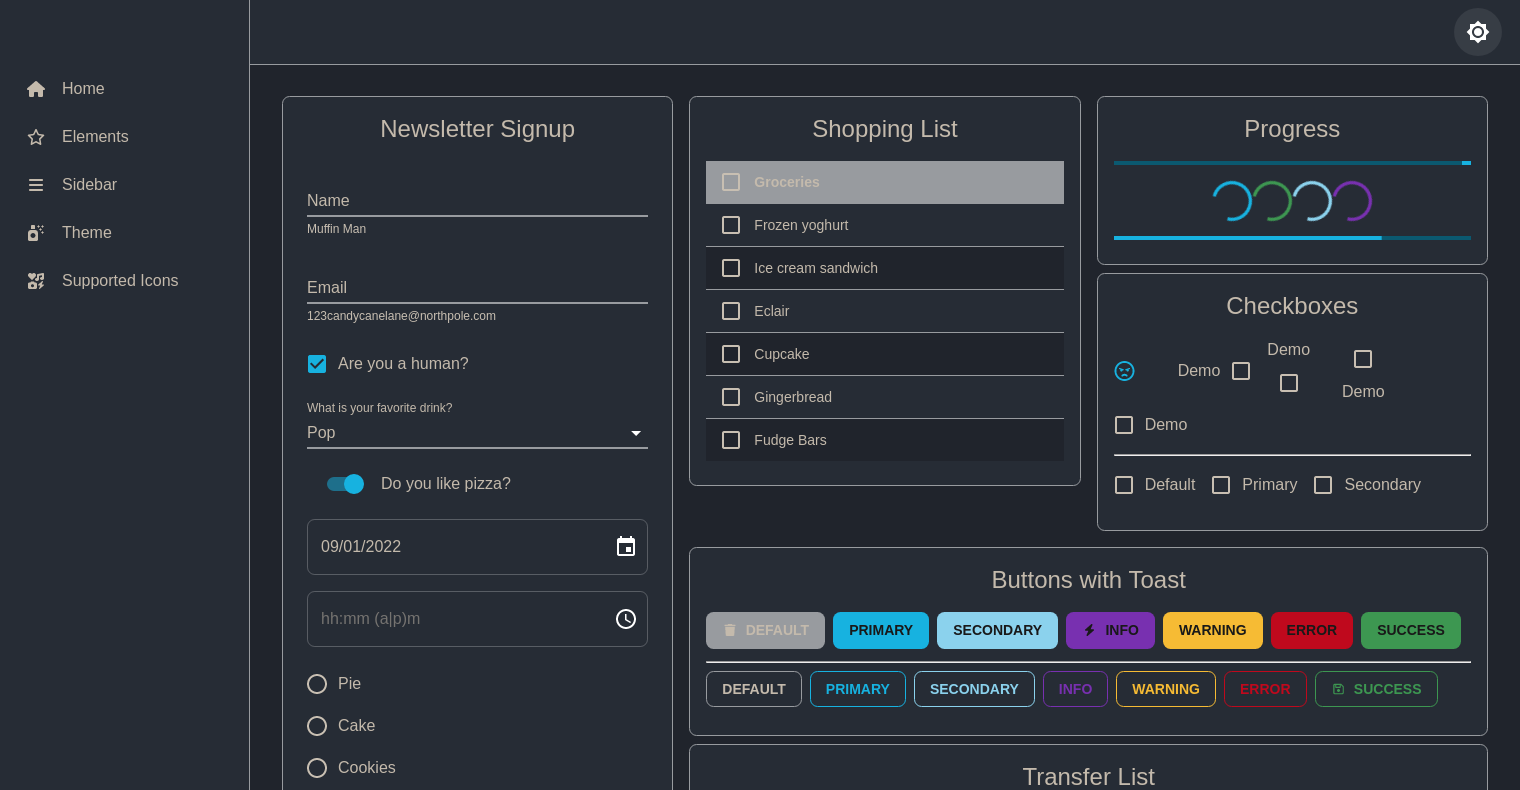 Home
Elements
Sidebar
Theme
Supported Icons
Newsletter Signup
Name
Muffin Man
Email
123candycanelane@northpole.com
Are you a human?
What is your favorite drink?
Pop
Do you like pizza?
09/01/2022
hh:mm (a|p)m
Pie
Cake
Cookies
Shopping List
Groceries
Frozen yoghurt
Ice cream sandwich
Eclair
Cupcake
Gingerbread
Fudge Bars
Progress
Checkboxes
Demo
Demo
Demo
Demo
Default Primary Secondary
Buttons with Toast
DEFAULT PRIMARY SECONDARY INFO WARNING ERROR SUCCESS
DEFAULT PRIMARY SECONDARY INFO WARNING ERROR SUCCESS
Transfer List